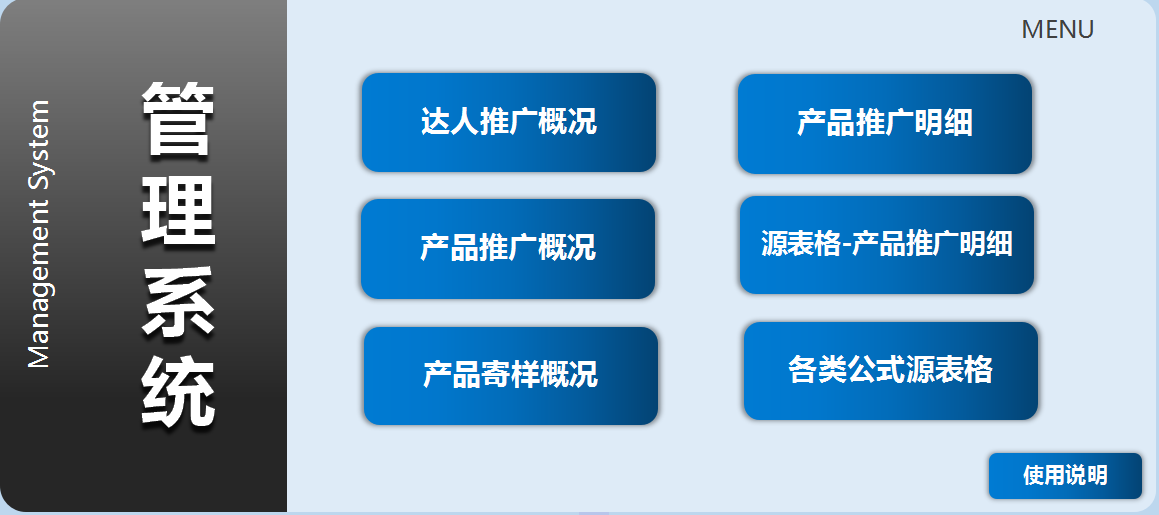 Management System
管理系统
MENU
达人推广概况
产品推广明细
产品推广概况
源表格-产品推广明细
产品寄样概况
各类公式源表格
使用说明